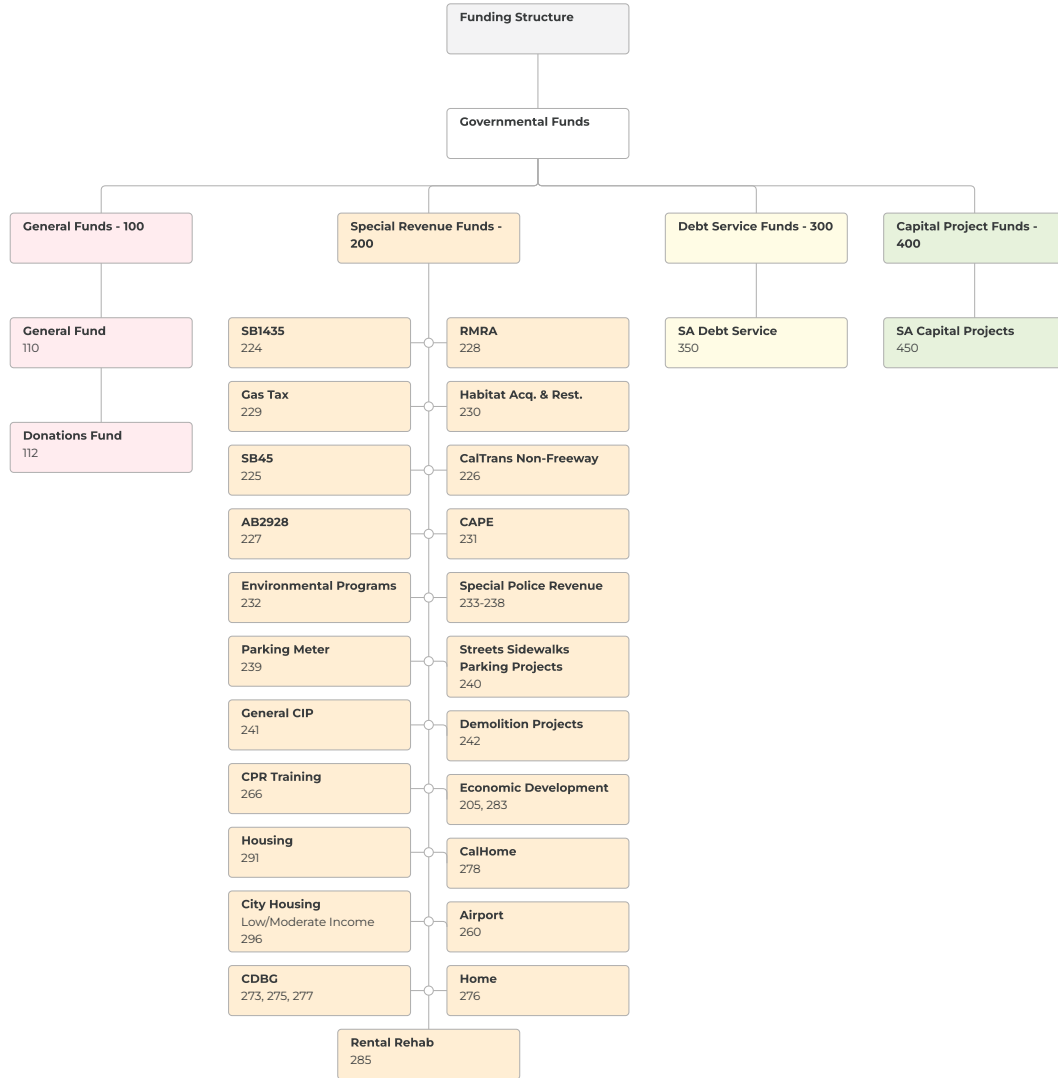 Funding Structure
Governmental Funds
General Funds - 100
Special Revenue Funds -
200
Debt Service Funds - 300
Capital Project Funds -
400
General Fund
110
SB1435
224
RMRA
228
SA Debt Service
350
SA Capital Projects
450
Gas Tax
229
Habitat Acq. & Rest.
230
Donations Fund
112
SB45
225
CalTrans Non-Freeway
226
AB2928
227
CAPE
231
Environmental Programs
232
Special Police Revenue
233-238
Parking Meter
239
Streets Sidewalks
Parking Projects
240
General CIP
241
Demolition Projects
242
CPR Training
266
Economic Development
205, 283
Housing
291
CalHome
278
City Housing
Low/Moderate Income
296
Airport
260
CDBG
273, 275, 277
Home
276
Rental Rehab
285